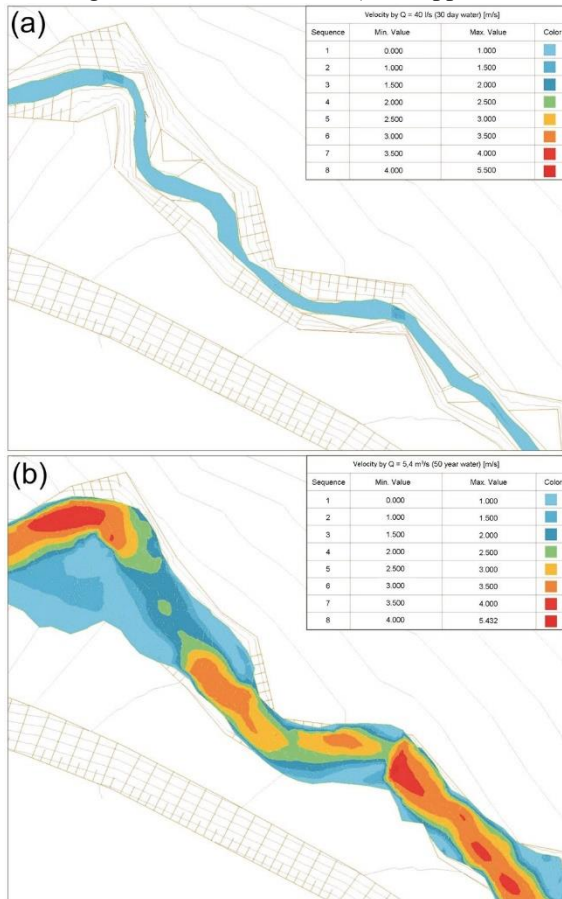 (a)
Velocity by Q = 40 l/s (30 day water) [m/s]
Sequence Min. Value Max. Value Color
1 0.000 1.000
2 1.000 1.500
3 1.500 2.000
4 2.000 2.500
5 2.500 3.000
6 3.000 3.500
7 3.500 4.000
8 4.000 5.500
(b)
Velocity by Q = 5,4 m³/s (50 year water) [m/s]
Sequence Min. Value Max. Value Color
1 0.000 1.000
2 1.000 1.500
3 1.500 2.000
4 2.000 2.500
5 2.500 3.000
6 3.000 3.500
7 3.500 4.000
8 4.000 5.432